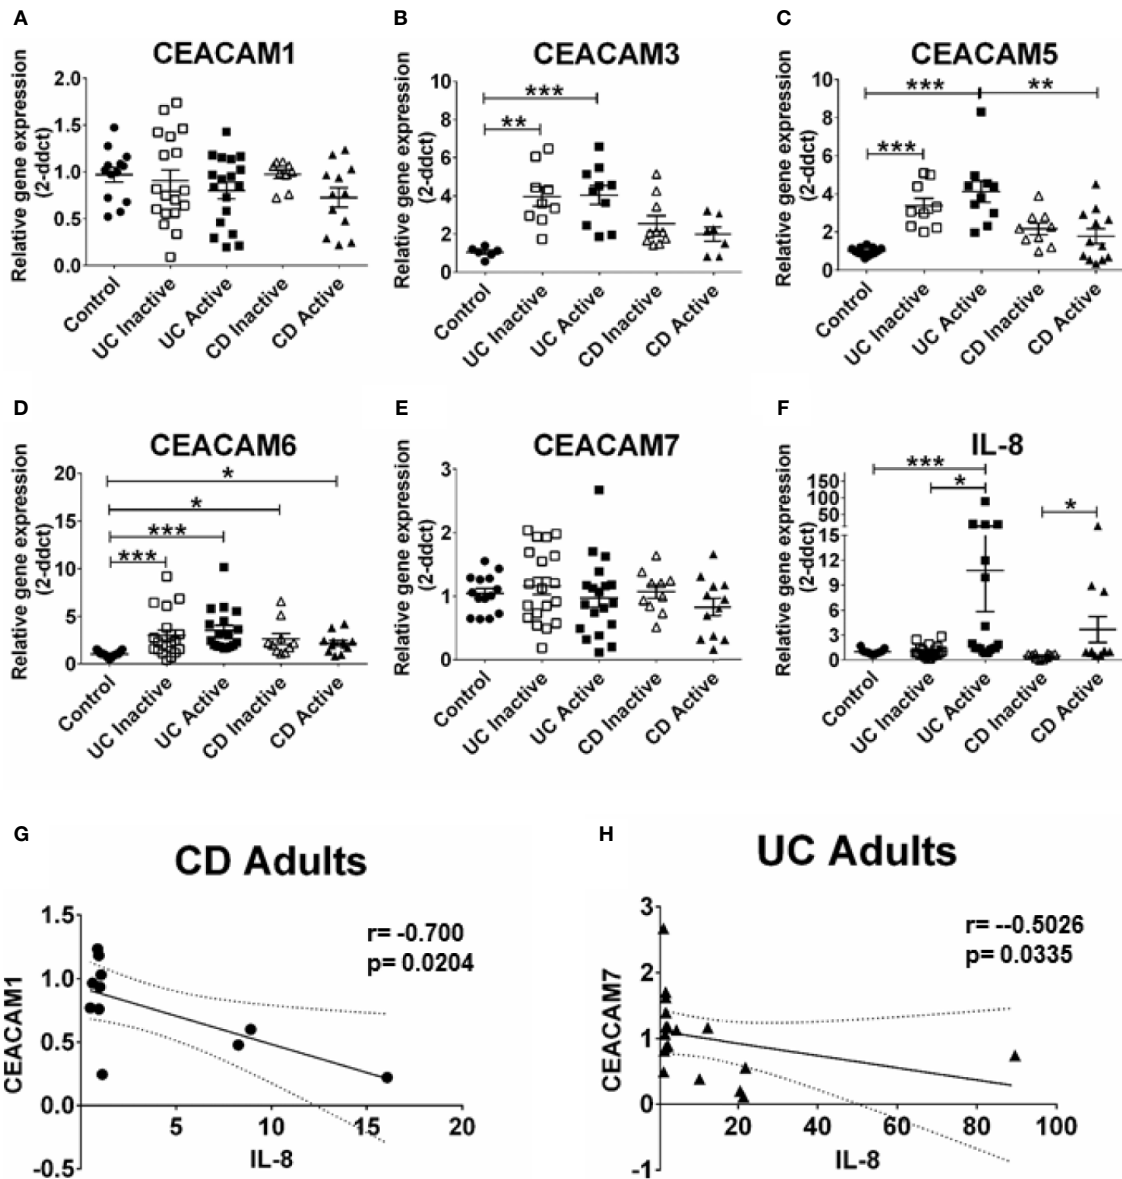 A
CEACAM1
Relative gene expression
(2-ddct)
2.0
1.5
1.0
0.5
0.0
Control
UC Inactive
UC Active
CD Inactive
CD Active
B
CEACAM3
Relative gene expression
(2-ddct)
10
8
6
4
2
0
***
**
Control
UC Inactive
UC Active
CD Inactive
CD Active
C
CEACAM5
Relative gene expression
(2-ddct)
10
8
6
4
2
0
***
**
***
Control
UC Inactive
UC Active
CD Inactive
CD Active
D
CEACAM6
Relative gene expression
(2-ddct)
20
15
10
5
0
*
*
***
***
Control
UC Inactive
UC Active
CD Inactive
CD Active
E
CEACAM7
Relative gene expression
(2-ddct)
3
2
1
0
Control
UC Inactive
UC Active
CD Inactive
CD Active
F
IL-8
Relative gene expression
(2-ddct)
150
100
50
12
9
6
3
0
***
*
*
Control
UC Inactive
UC Active
CD Inactive
CD Active
G
CD Adults
CEACAM1
1.5
1.0
0.5
0.0
-0.5
r= -0.700
p= 0.0204
5
10
15
20
IL-8
H
UC Adults
CEACAM7
3
2
1
0
-1
r= --0.5026
p= 0.0335
20
40
60
80
100
IL-8